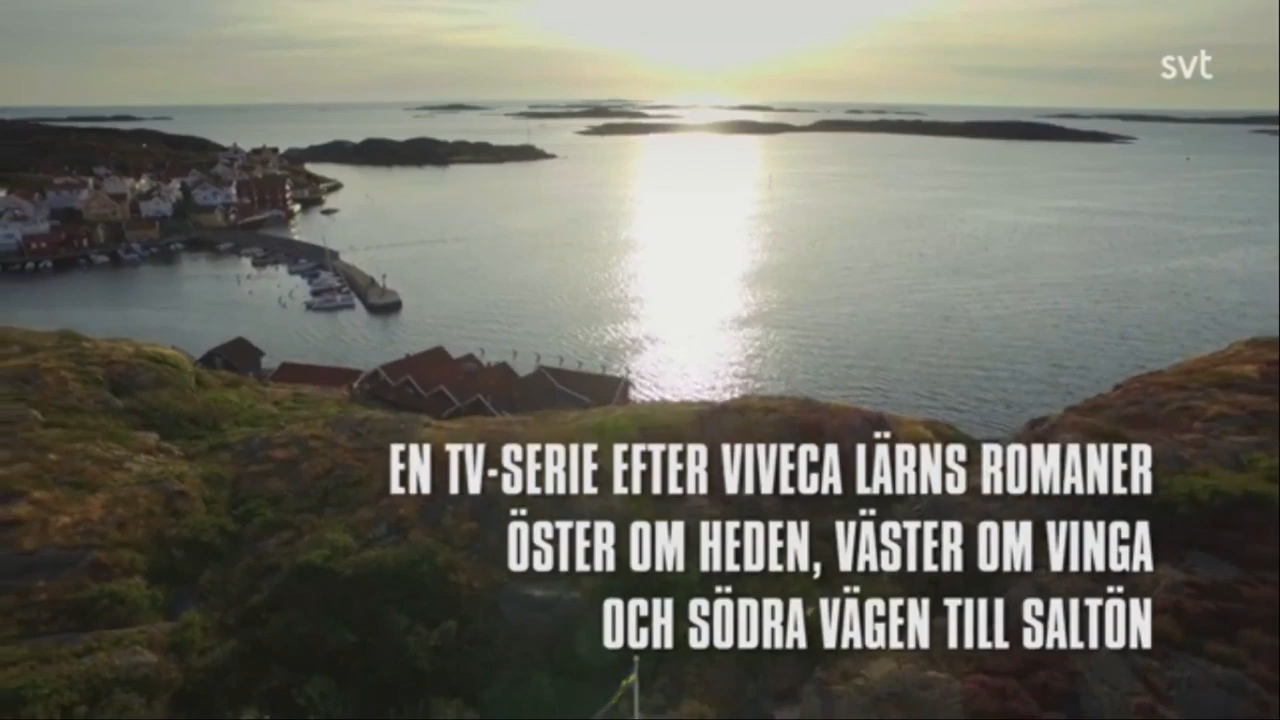 svt
EN TV-SERIE EFTER VIVECA LÄRNS ROMANER
ÖSTER OM HEDEN, VÄSTER OM VINGA
OCH SÖDRA VÄGEN TILL SALTÖN